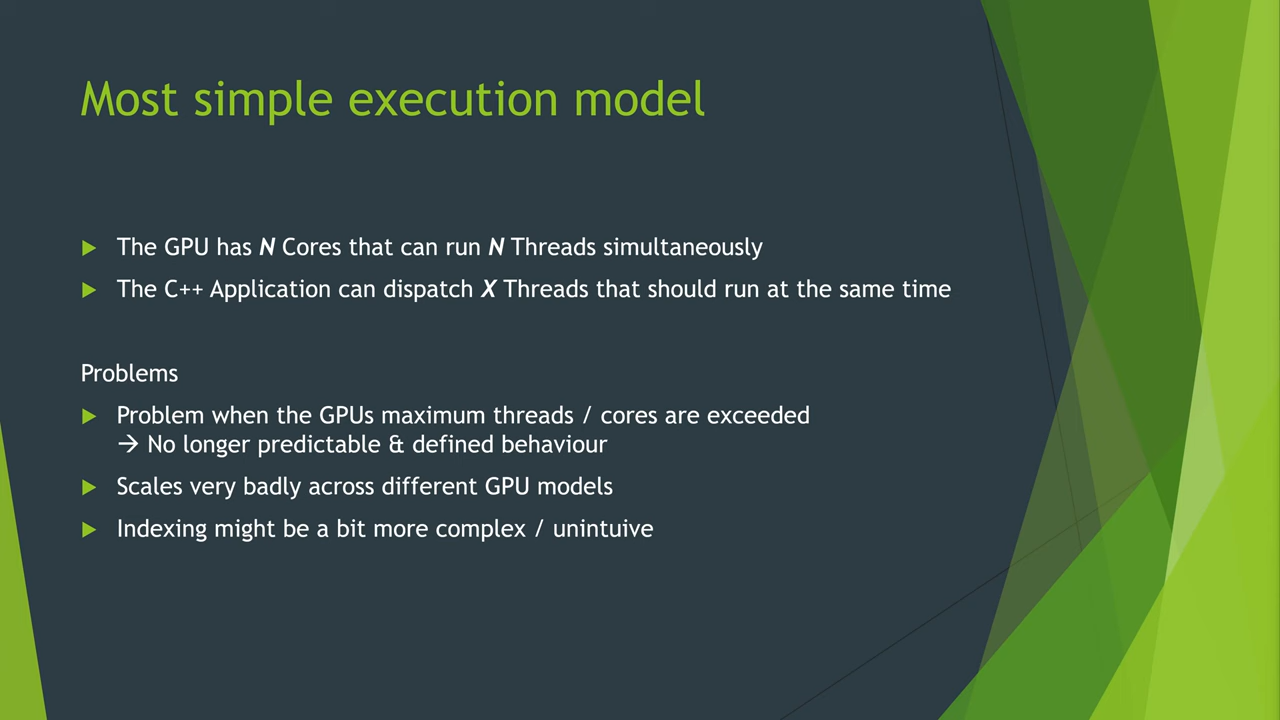 Most simple execution model
The GPU has N Cores that can run N Threads simultaneously
The C++ Application can dispatch X Threads that should run at the same time
Problems
Problem when the GPUs maximum threads / cores are exceeded
→ No longer predictable & defined behaviour
Scales very badly across different GPU models
Indexing might be a bit more complex / unintuive